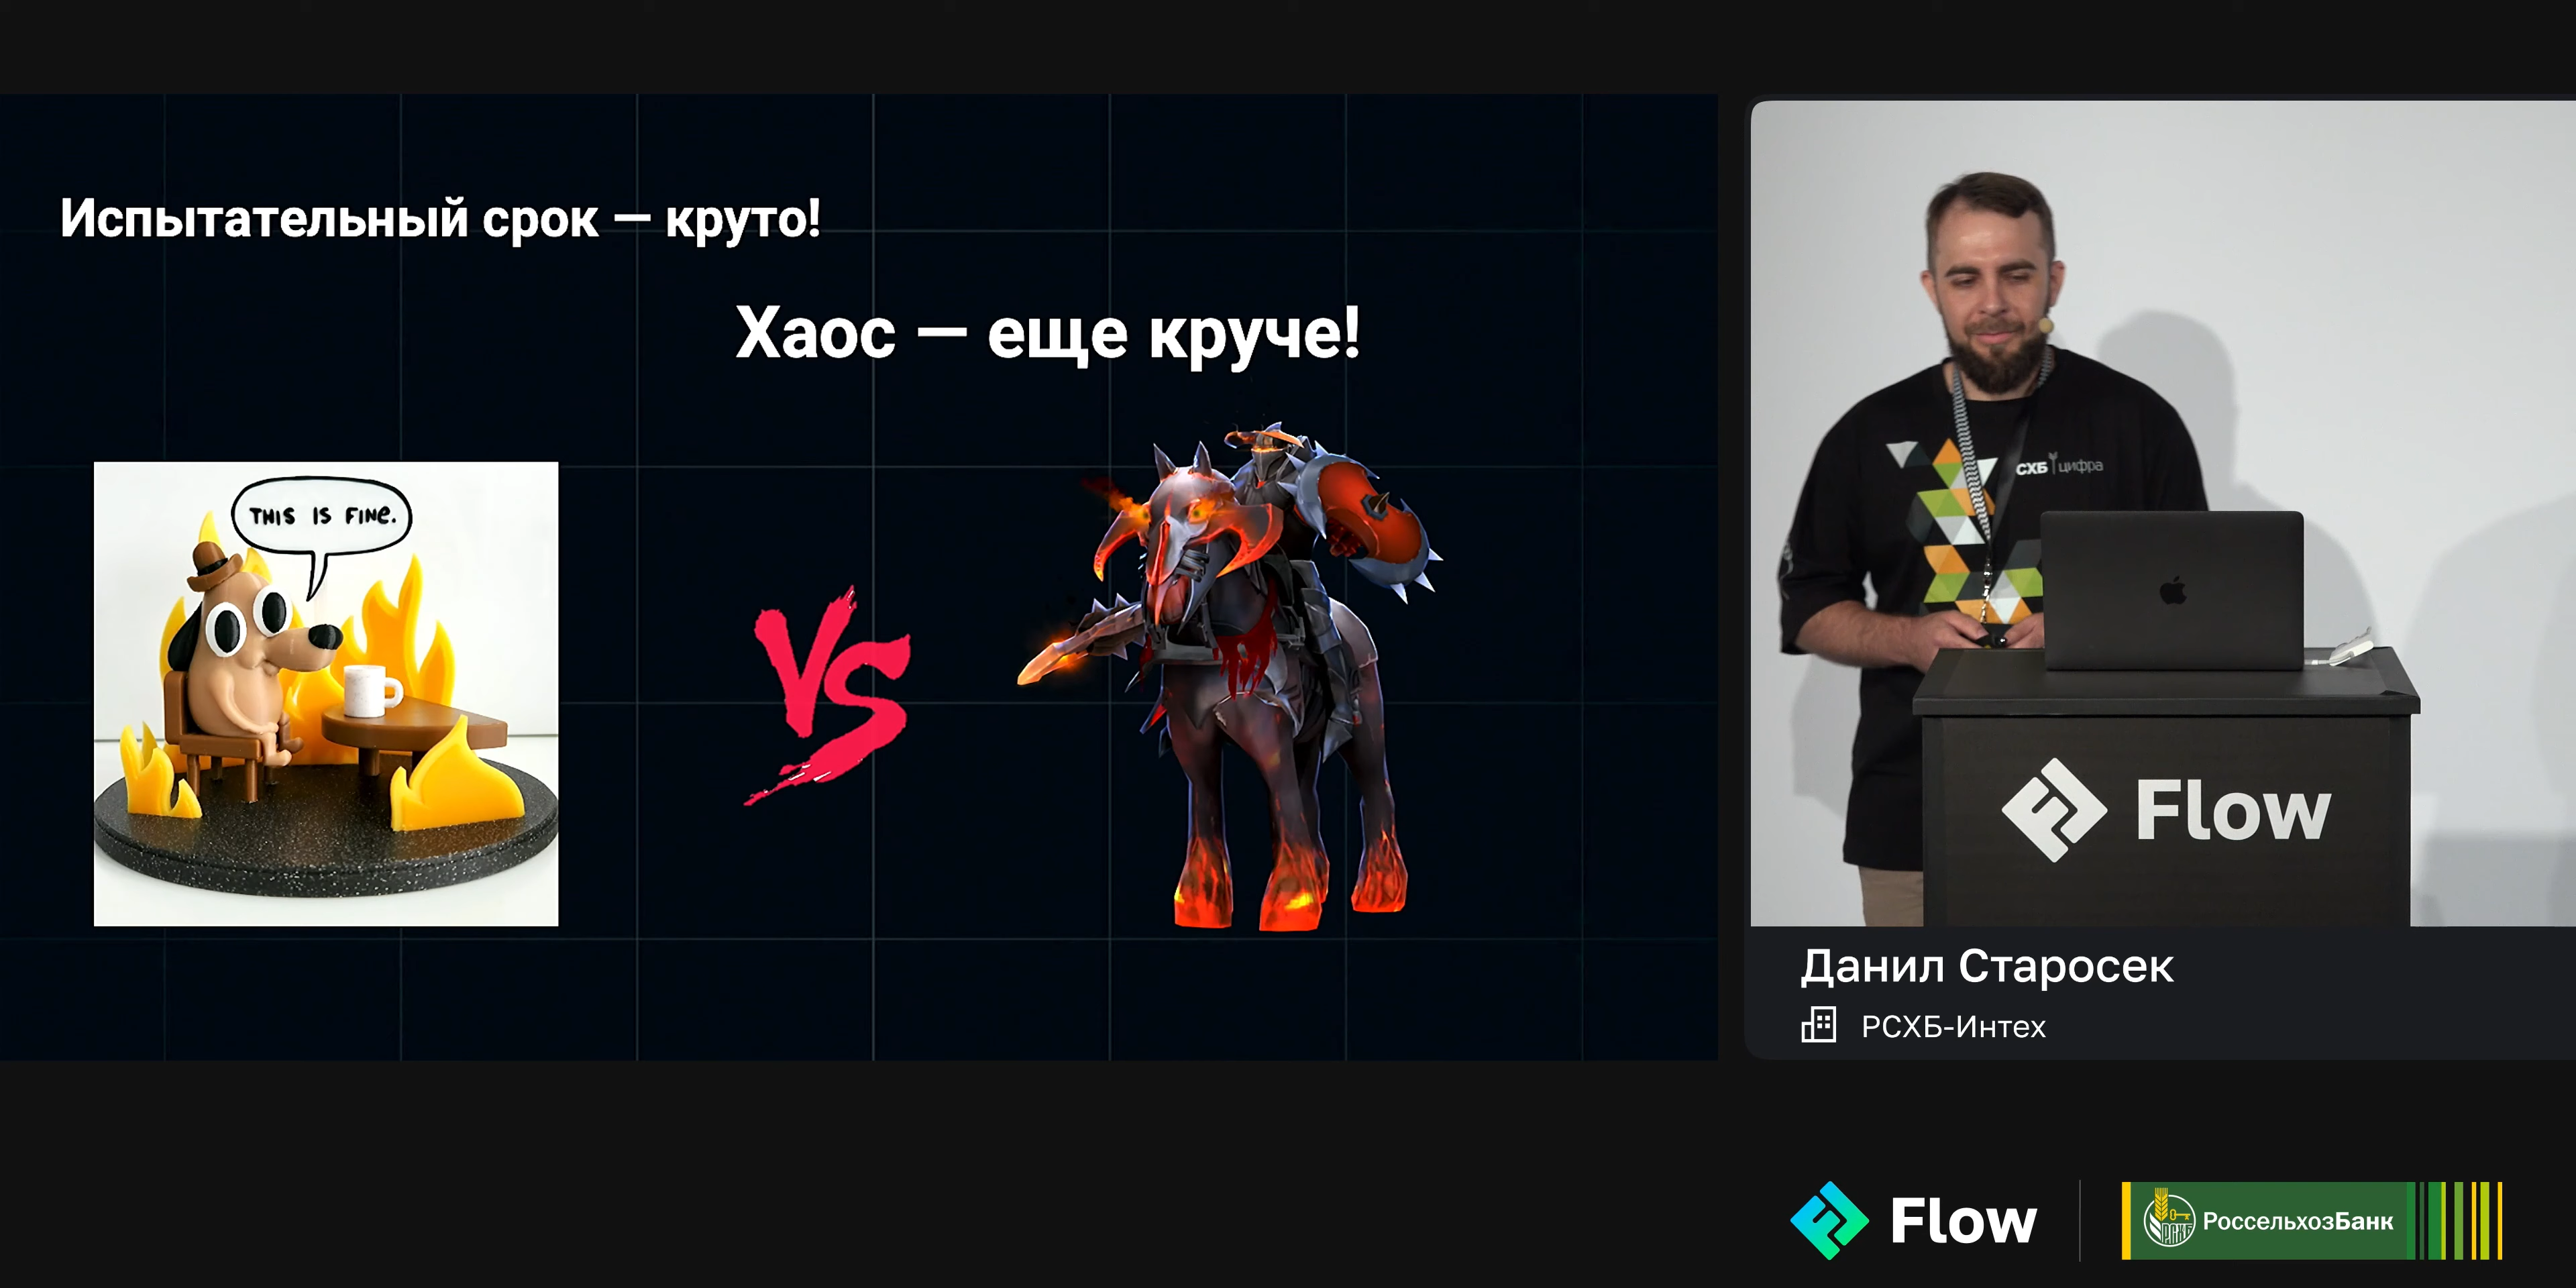 Испытательный срок — круто!
Хаос — еще круче!
THIS IS FINE.
VS
СХБ цифра
Flow
Данил Старосек
РСХБ-Интех
Flow
РСХБ
РоссельхозБанк